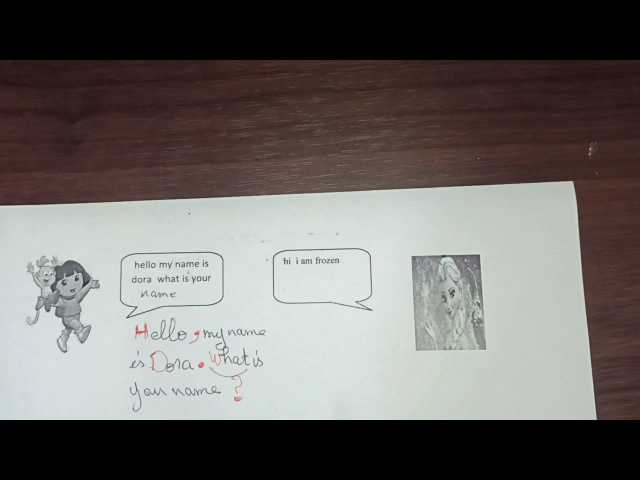 hello my name is
dora what is your
name
hi i am frozen
Hello, my name
is Dora. What is
your name ?